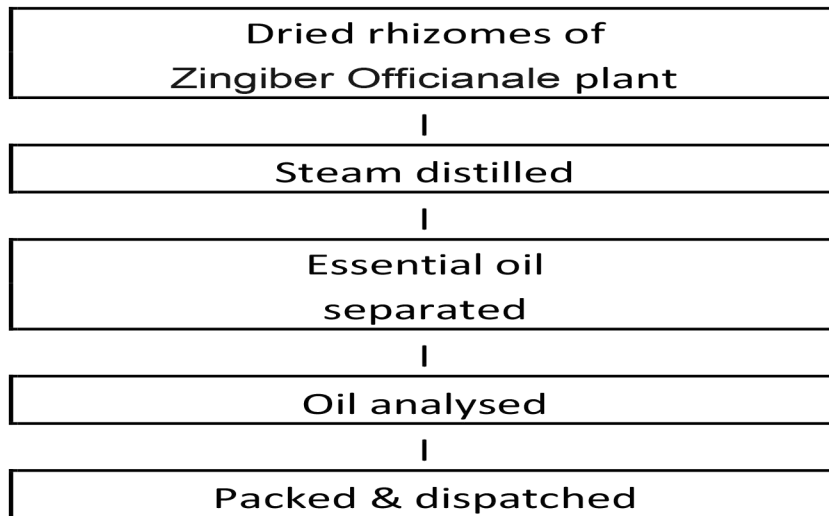 Dried rhizomes of
Zingiber Officianale plant
Steam distilled
Essential oil
separated
Oil analysed
Packed & dispatched